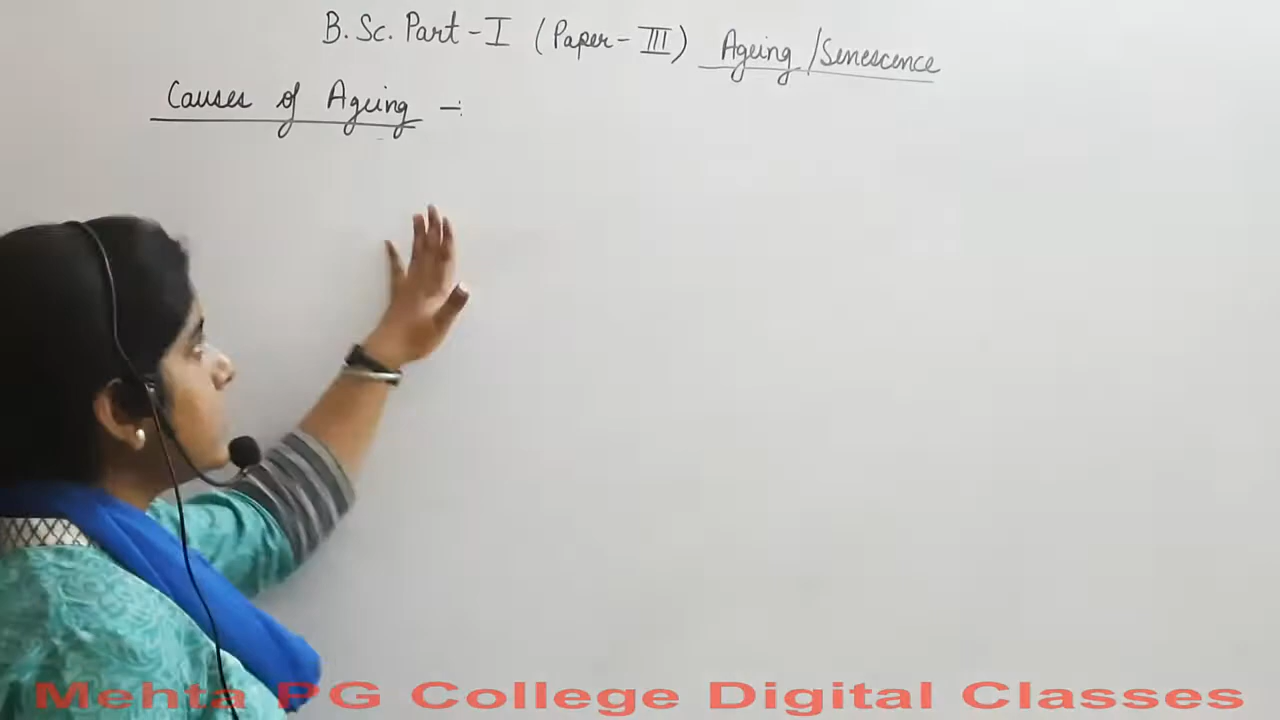 B.Sc. Part-I (Paper-III) Ageing/Senescence
Causes of Ageing -:
Mehta PG College Digital Classes